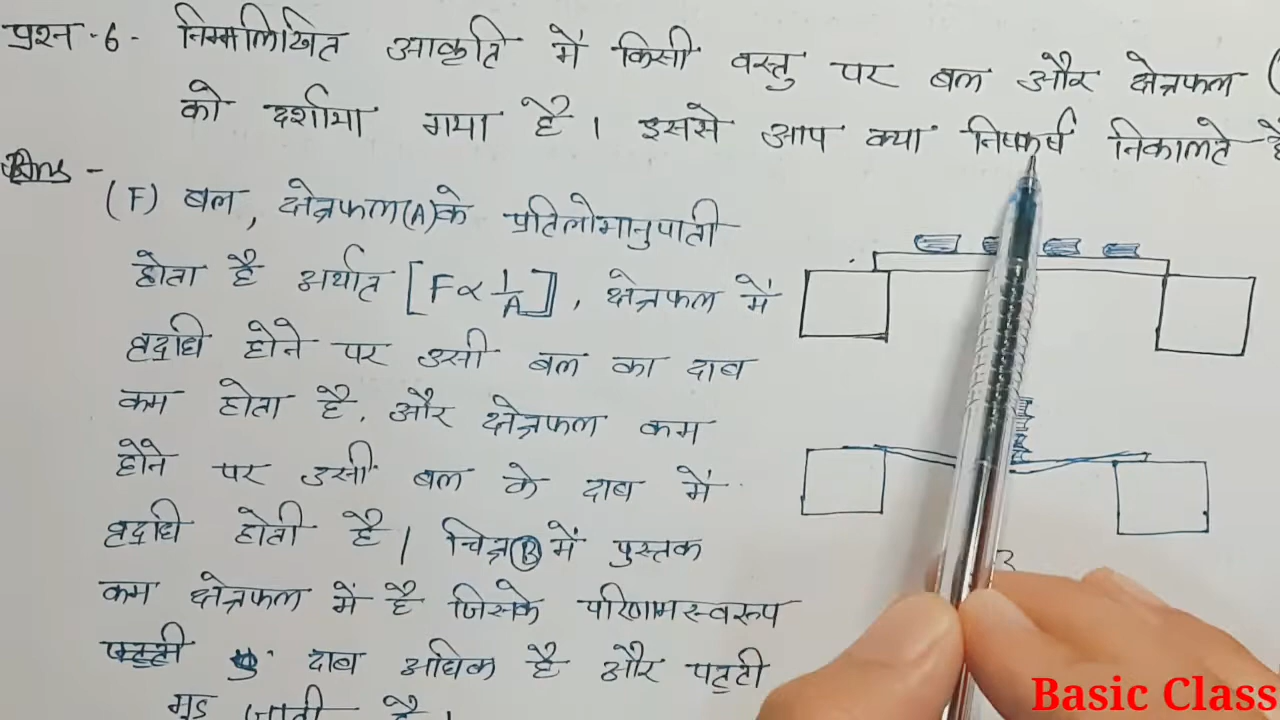 प्रश्न-6- निम्नलिखित आकृति में किसी वस्तु पर बल और क्षेत्रफल (
को दर्शाया गया है। इससे आप क्या निष्कर्ष निकालते है
Ans -
(F) बल, क्षेत्रफल(A)के प्रतिलोमानुपाती
होता है अर्थात [F∝1/A], क्षेत्रफल में
वृद्धि होने पर उसी बल का दाब
कम होता है, और क्षेत्रफल कम
होने पर उसी बल के दाब में
वृद्धि होती है। चित्र(B)में पुस्तक
कम क्षेत्रफल में है जिसके परिणामस्वरूप
दाब अधिक है और पट्टी
मुड़ जाती है।
Basic Class